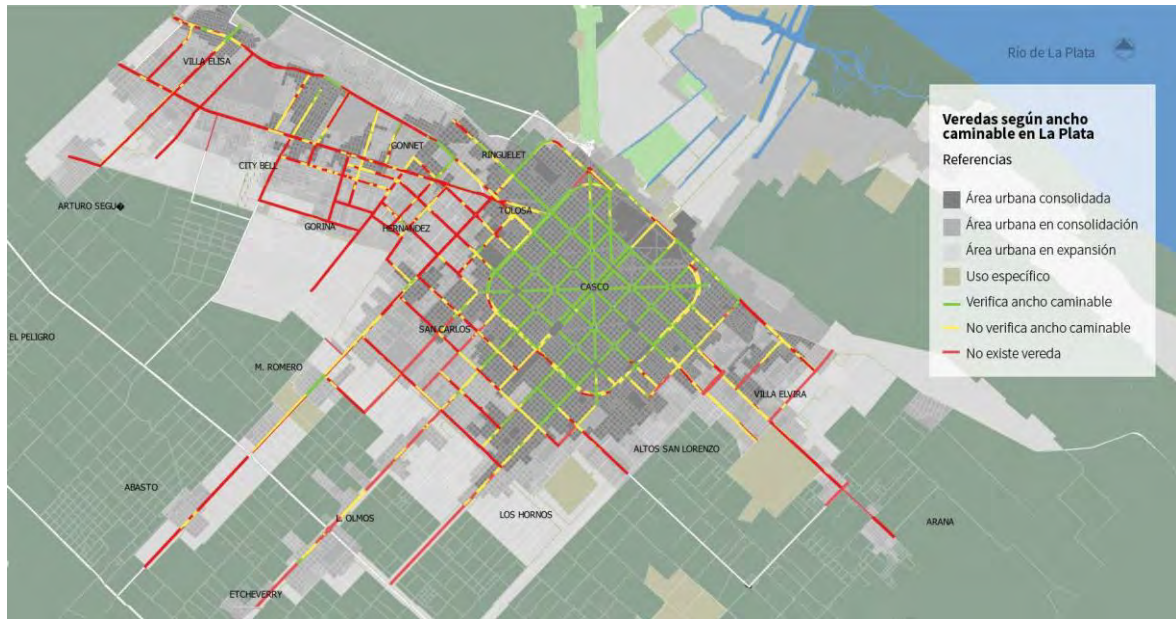 Río de La Plata
Veredas según ancho
caminable en La Plata
Referencias
Área urbana consolidada
Área urbana en consolidación
Área urbana en expansión
Uso específico
Verifica ancho caminable
No verifica ancho caminable
No existe vereda
VILLA ELISA
CITY BELL
GONNET
RINGUELET
ARTURO SEGU�
GORINA
HERNANDEZ
TOLOSA
CASCO
EL PELIGRO
SAN CARLOS
M. ROMERO
VILLA ELVIRA
ALTOS SAN LORENZO
ABASTO
L. OLMOS
LOS HORNOS
ARANA
ETCHEVERRY